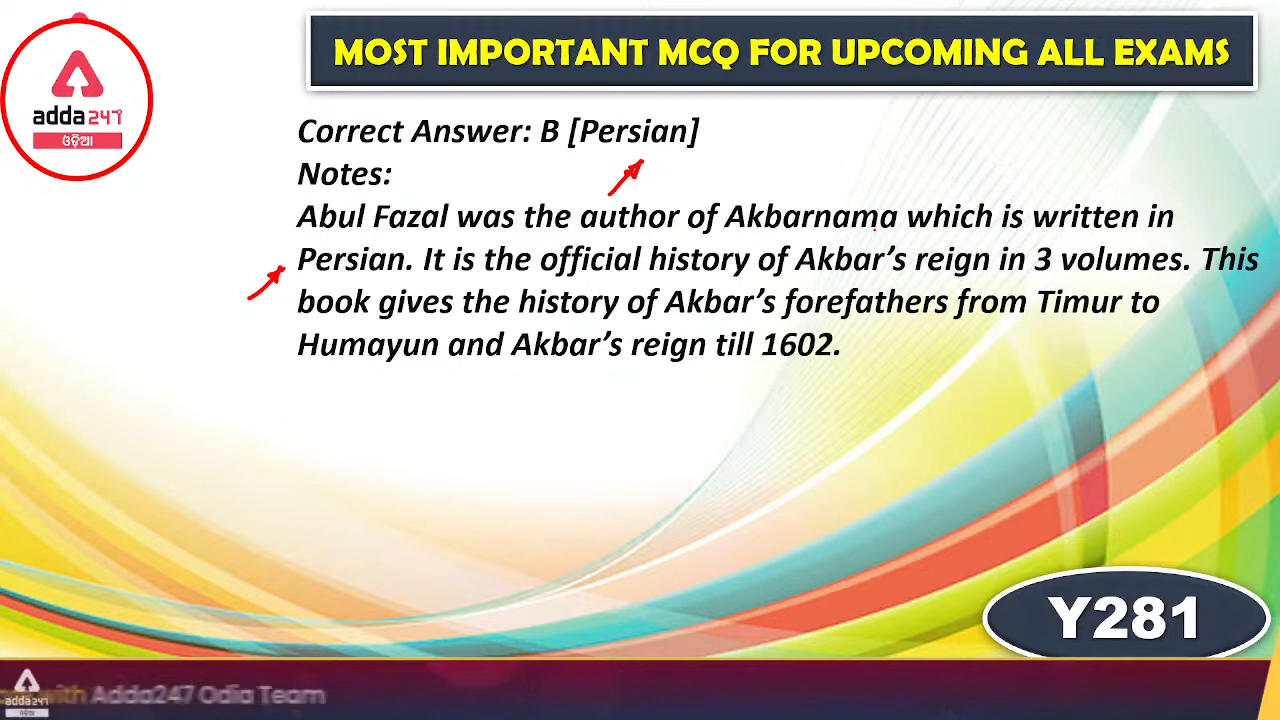 MOST IMPORTANT MCQ FOR UPCOMING ALL EXAMS
adda247
ଓଡ଼ିଆ
Correct Answer: B [Persian]
Notes:
Abul Fazal was the author of Akbarnama which is written in
Persian. It is the official history of Akbar’s reign in 3 volumes. This
book gives the history of Akbar’s forefathers from Timur to
Humayun and Akbar’s reign till 1602.
Y281
with Adda247 Odia Team
adda247